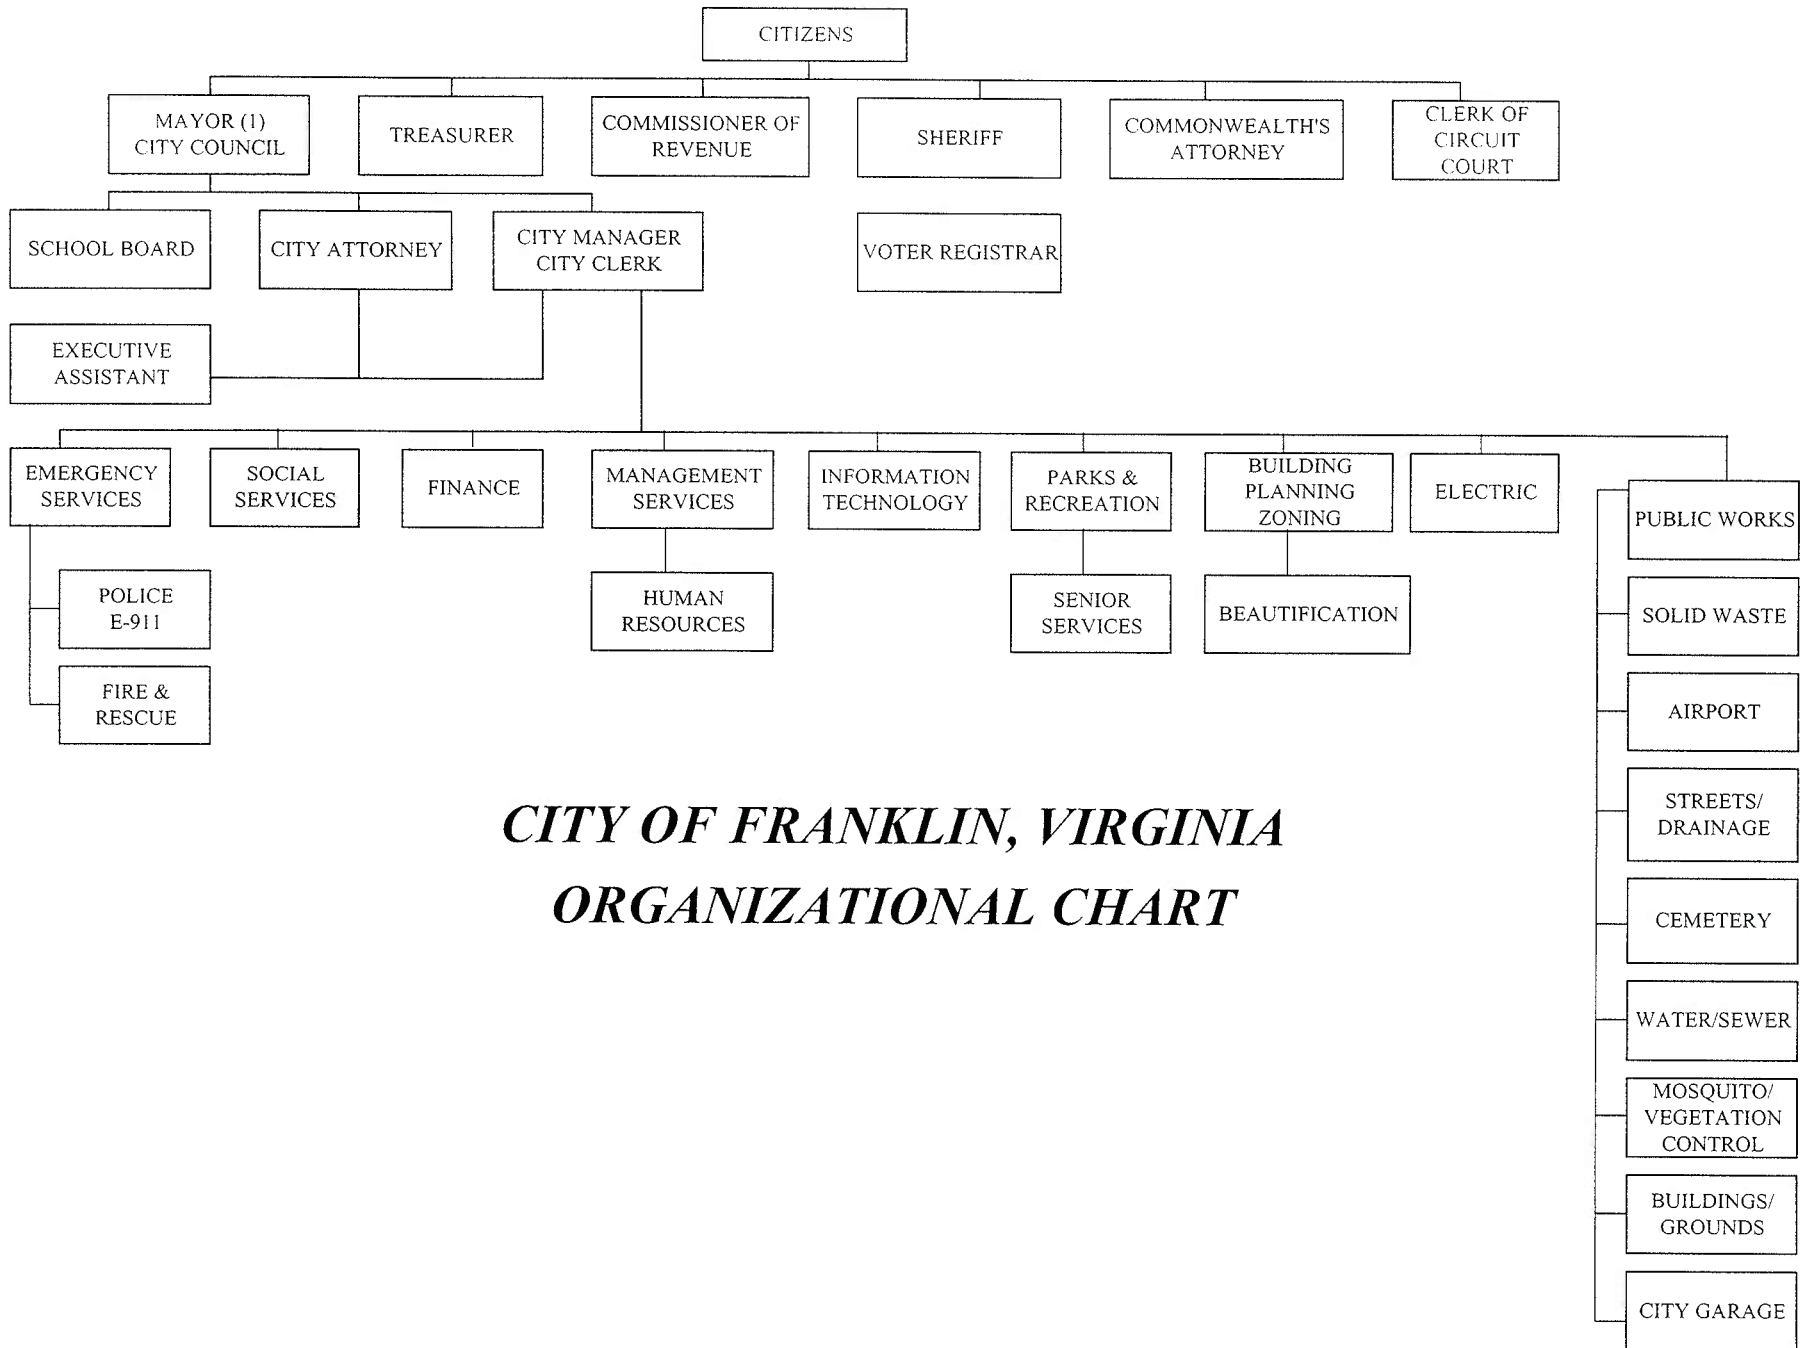 CITIZENS
MAYOR (1)
CITY COUNCIL
TREASURER
COMMISSIONER OF
REVENUE
SHERIFF
COMMONWEALTH'S
ATTORNEY
CLERK OF
CIRCUIT
COURT
SCHOOL BOARD
CITY ATTORNEY
CITY MANAGER
CITY CLERK
VOTER REGISTRAR
EXECUTIVE
ASSISTANT
EMERGENCY
SERVICES
SOCIAL
SERVICES
FINANCE
MANAGEMENT
SERVICES
INFORMATION
TECHNOLOGY
PARKS &
RECREATION
BUILDING
PLANNING
ZONING
ELECTRIC
PUBLIC WORKS
POLICE
E-911
HUMAN
RESOURCES
SENIOR
SERVICES
BEAUTIFICATION
SOLID WASTE
FIRE &
RESCUE
AIRPORT
STREETS/
DRAINAGE
CITY OF FRANKLIN, VIRGINIA
ORGANIZATIONAL CHART
CEMETERY
WATER/SEWER
MOSQUITO/
VEGETATION
CONTROL
BUILDINGS/
GROUNDS
CITY GARAGE